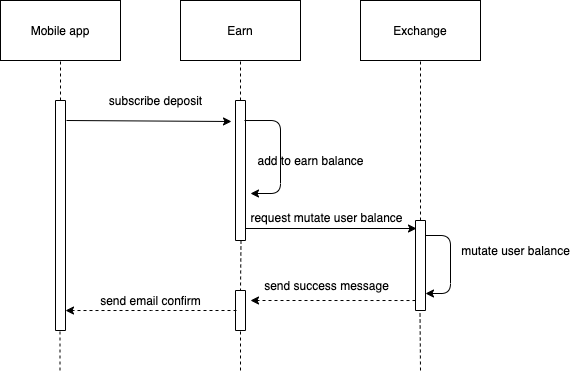 Mobile app
Earn
Exchange
subscribe deposit
add to earn balance
request mutate user balance
mutate user balance
send success message
send email confirm